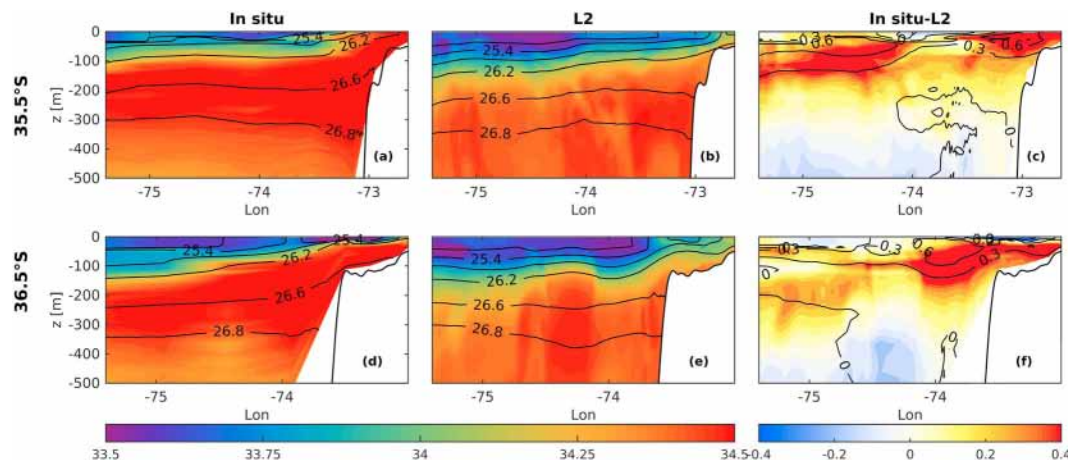 In situ L2 In situ-L2
35.5°S
z [m]
0 -100 -200 -300 -400 -500
25.4 26.2 26.6 26.8 (a)
25.4 26.2 26.6 26.8 (b)
-0.3 0.6 0 0.3 0.6 0 0 (c)
-75 -74 -73 -75 -74 -73 -75 -74 -73
Lon Lon Lon
36.5°S
z [m]
0 -100 -200 -300 -400 -500
25.4 26.2 26.6 26.8 (d)
25.4 26.2 26.6 26.8 (e)
0.3 0 0.3 0.6 0.3 0 0 0 (f)
-75 -74 -75 -74 -75 -74
Lon Lon Lon
33.5 33.75 34 34.25 34.5 -0.4 -0.2 0 0.2 0.4